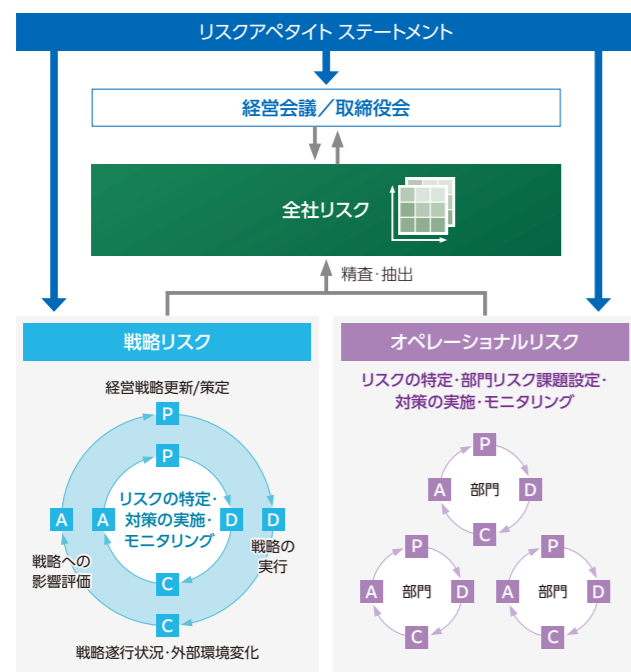 リスクアペタイト ステートメント
経営会議／取締役会
全社リスク
精査・抽出
戦略リスク
経営戦略更新/策定
P
P
A
A
リスクの特定・
対策の実施・
モニタリング
D
D
戦略への
影響評価
戦略の
実行
C
C
戦略遂行状況・外部環境変化
オペレーショナルリスク
リスクの特定・部門リスク課題設定・
対策の実施・モニタリング
P
A
部門
D
C
P
A
部門
D
C
P
A
部門
D
C